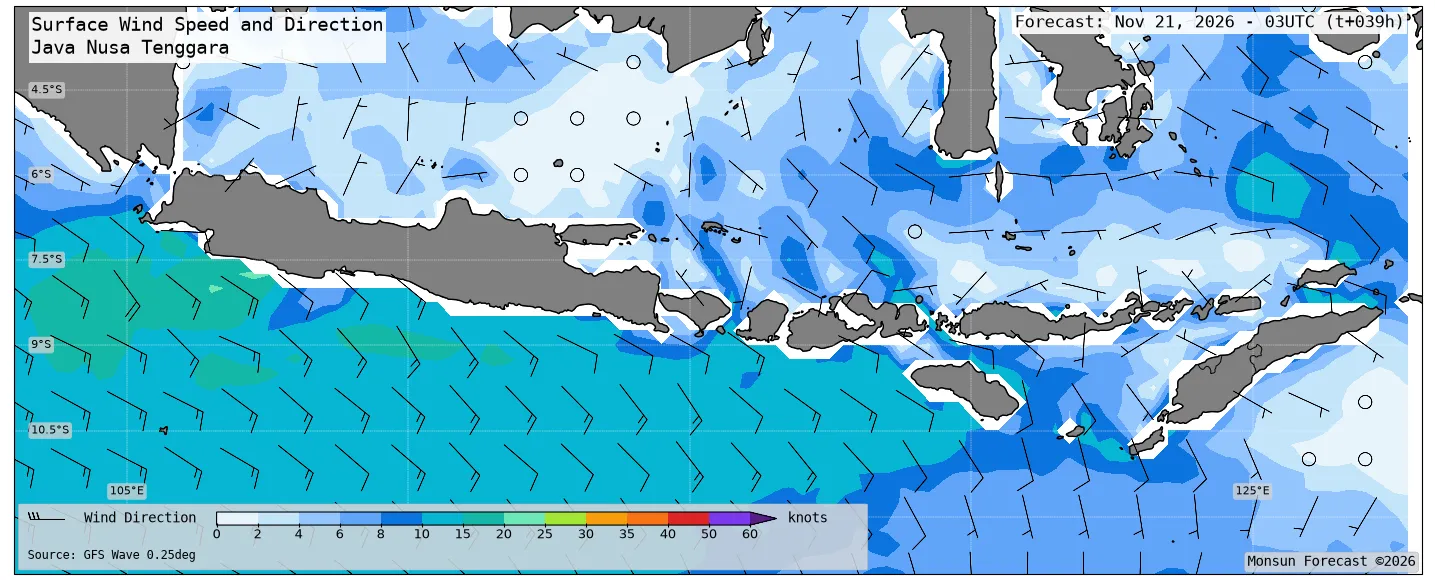 Surface Wind Speed and Direction
Java Nusa Tenggara
Forecast: Nov 21, 2026 - 03UTC (t+039h)
4.5°S
6°S
7.5°S
9°S
10.5°S
105°E
125°E
Wind Direction
0 2 4 6 8 10 15 20 25 30 35 40 50 60
knots
Source: GFS Wave 0.25deg
Monsun Forecast ©2026